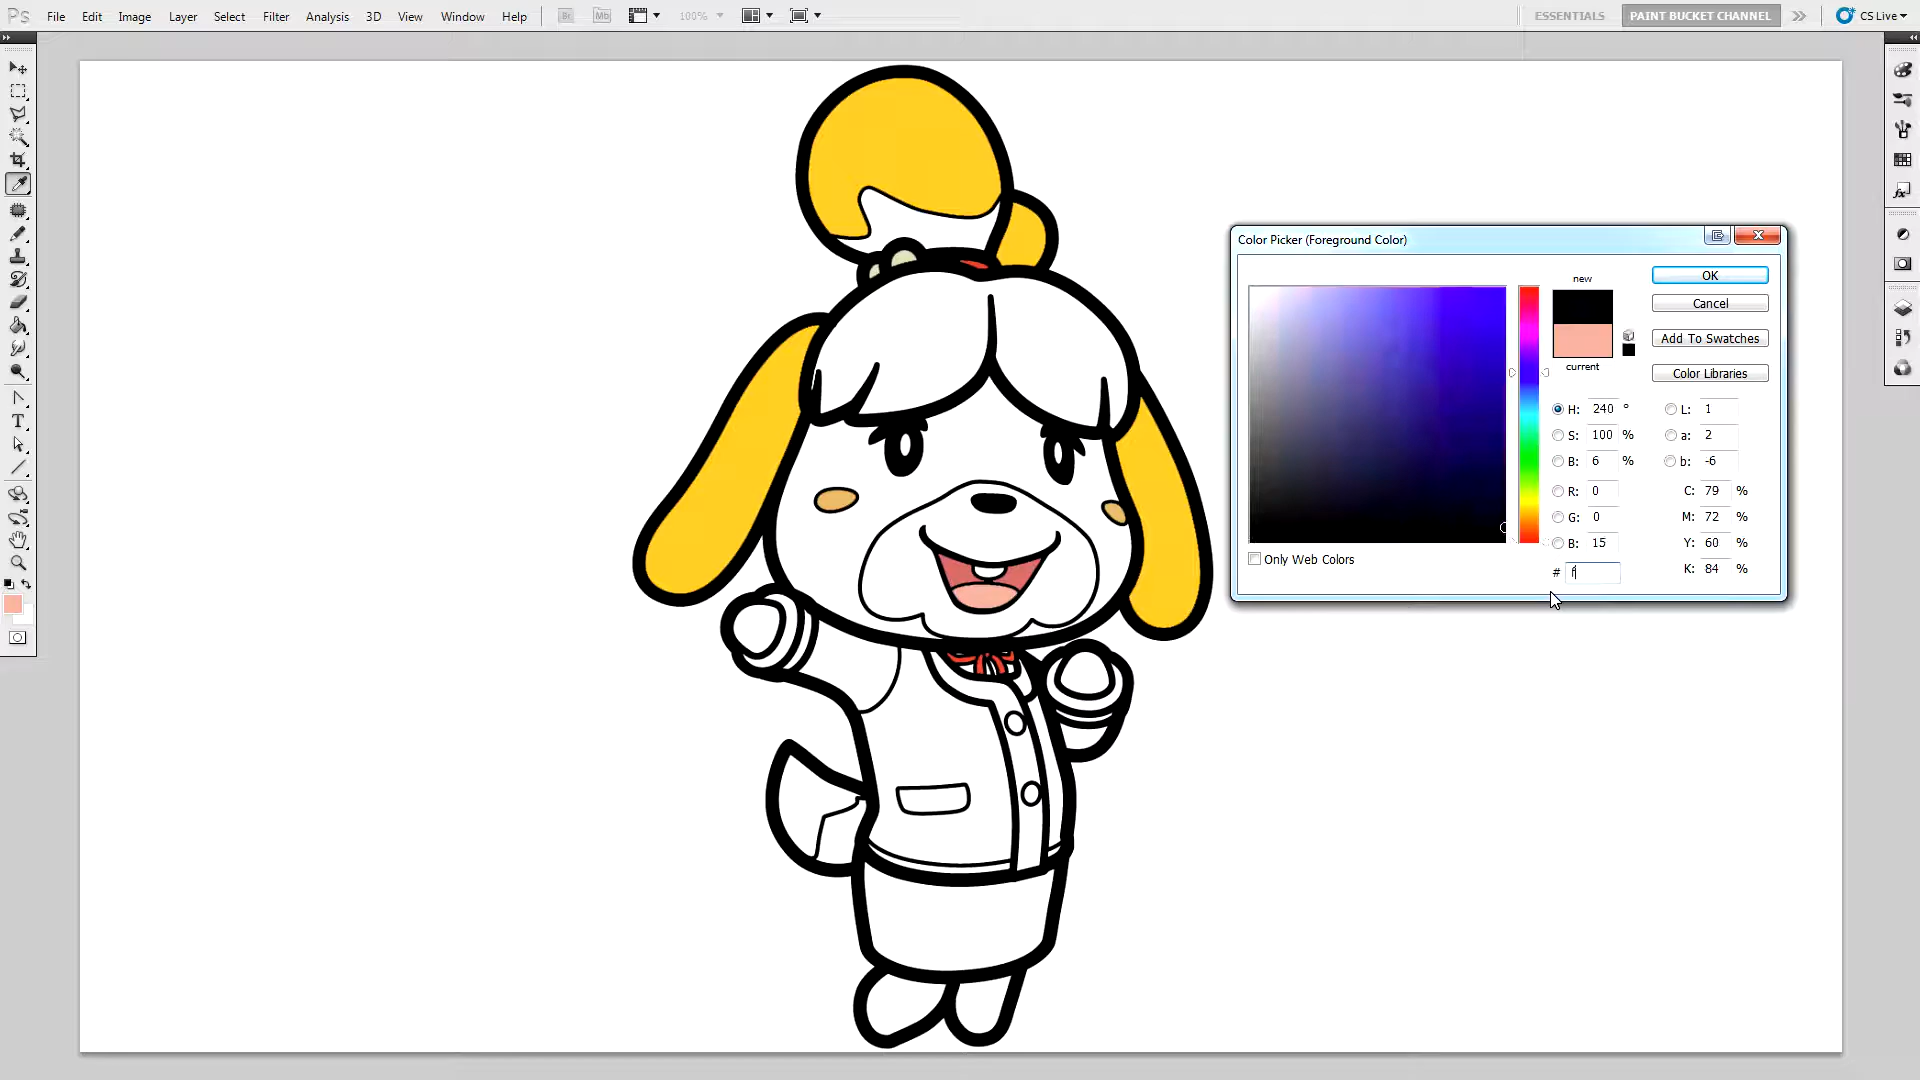 Ps File Edit Image Layer Select Filter Analysis 3D View Window Help Br Mb 100% ESSENTIALS PAINT BUCKET CHANNEL CS Live
Color Picker (Foreground Color)
new
OK
Cancel
Add To Swatches
current
Color Libraries
H: 240 ° L: 1
S: 100 % a: 2
B: 6 % b: -6
R: 0 C: 79 %
G: 0 M: 72 %
B: 15 Y: 60 %
Only Web Colors
# f K: 84 %